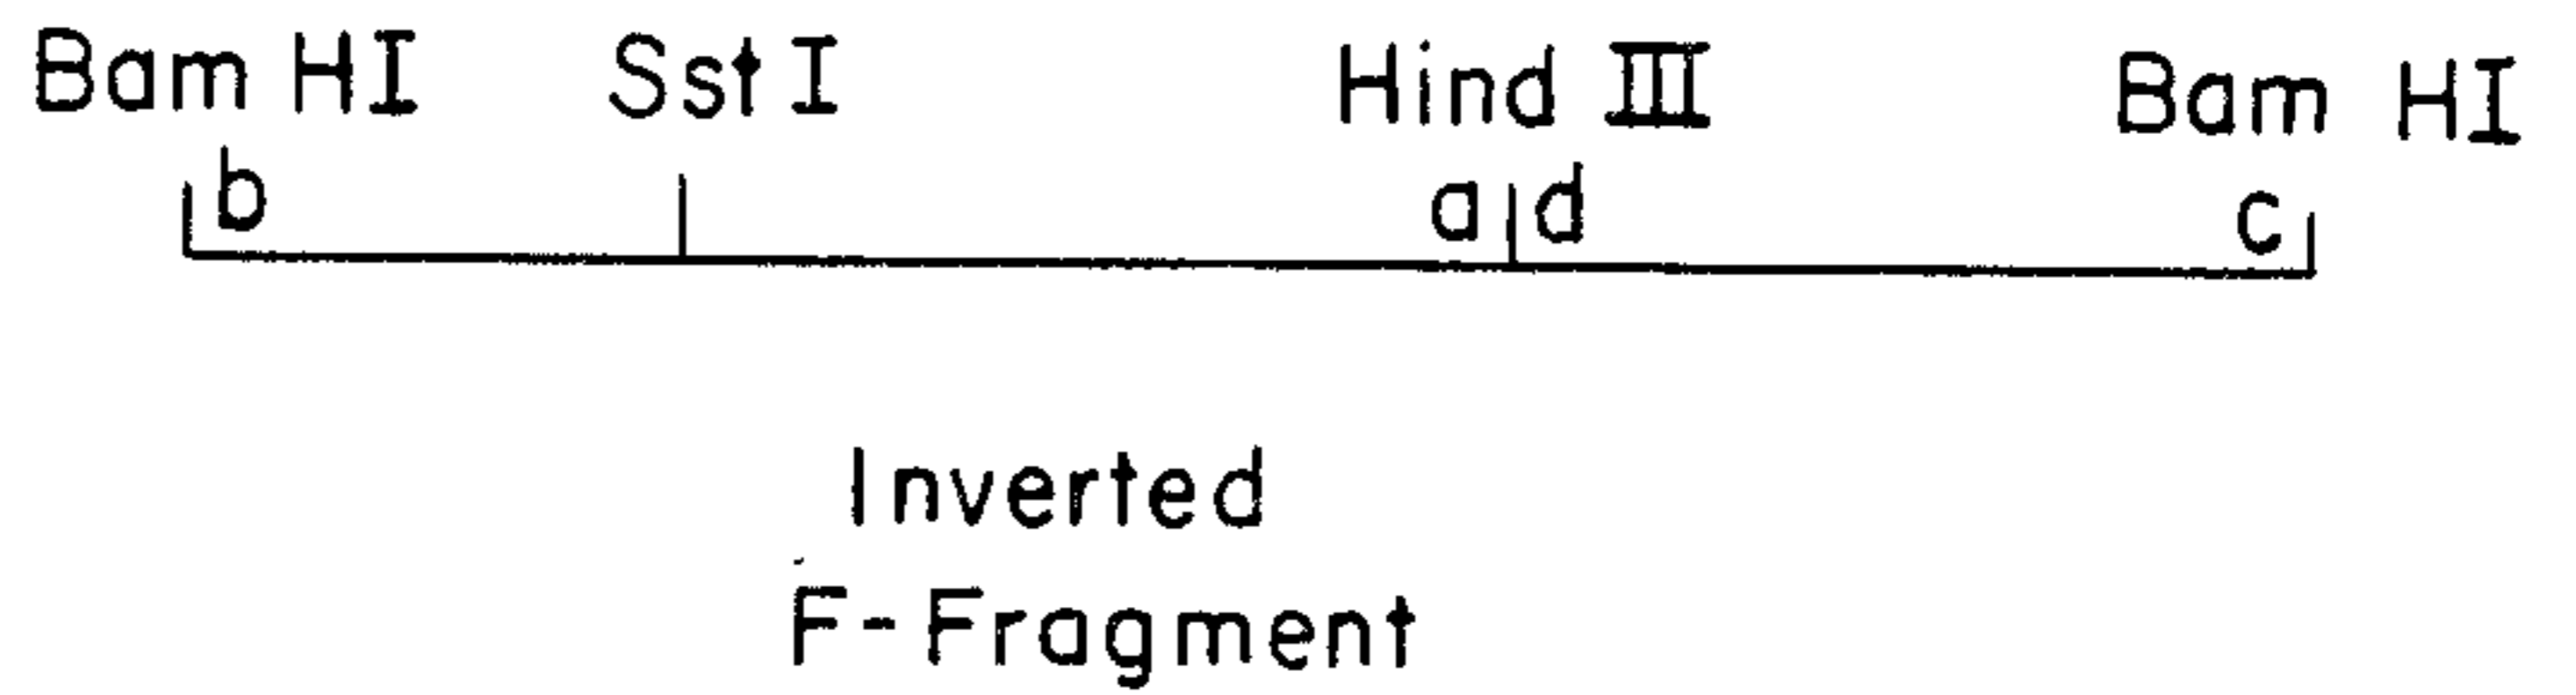 Bam HI Sst I Hind III Bam HI
b a d c
Inverted
F-Fragment